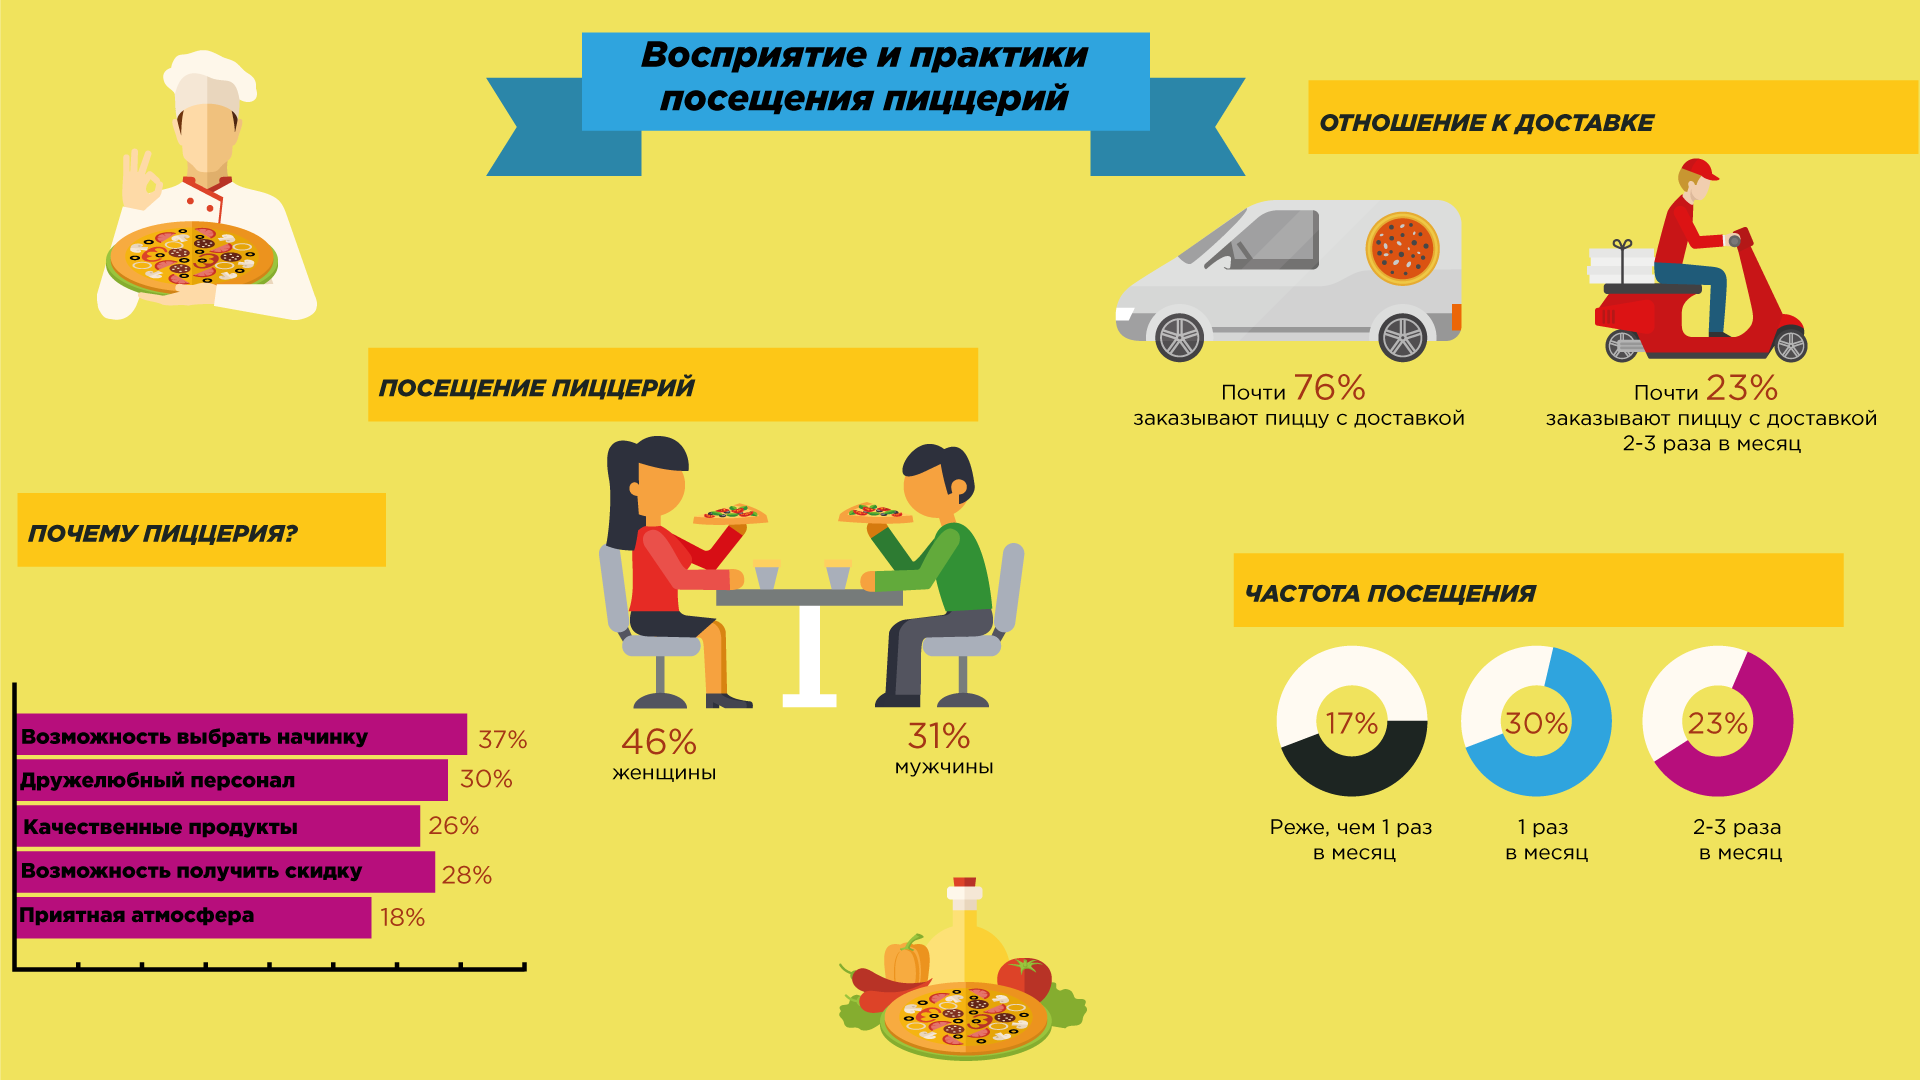 Восприятие и практики
посещения пиццерий
ОТНОШЕНИЕ К ДОСТАВКЕ
Почти 76%
заказывают пиццу с доставкой
Почти 23%
заказывают пиццу с доставкой
2-3 раза в месяц
ПОСЕЩЕНИЕ ПИЦЦЕРИЙ
46%
женщины
31%
мужчины
ПОЧЕМУ ПИЦЦЕРИЯ?
Возможность выбрать начинку 37%
Дружелюбный персонал 30%
Качественные продукты 26%
Возможность получить скидку 28%
Приятная атмосфера 18%
ЧАСТОТА ПОСЕЩЕНИЯ
17%
Реже, чем 1 раз
в месяц
30%
1 раз
в месяц
23%
2-3 раза
в месяц